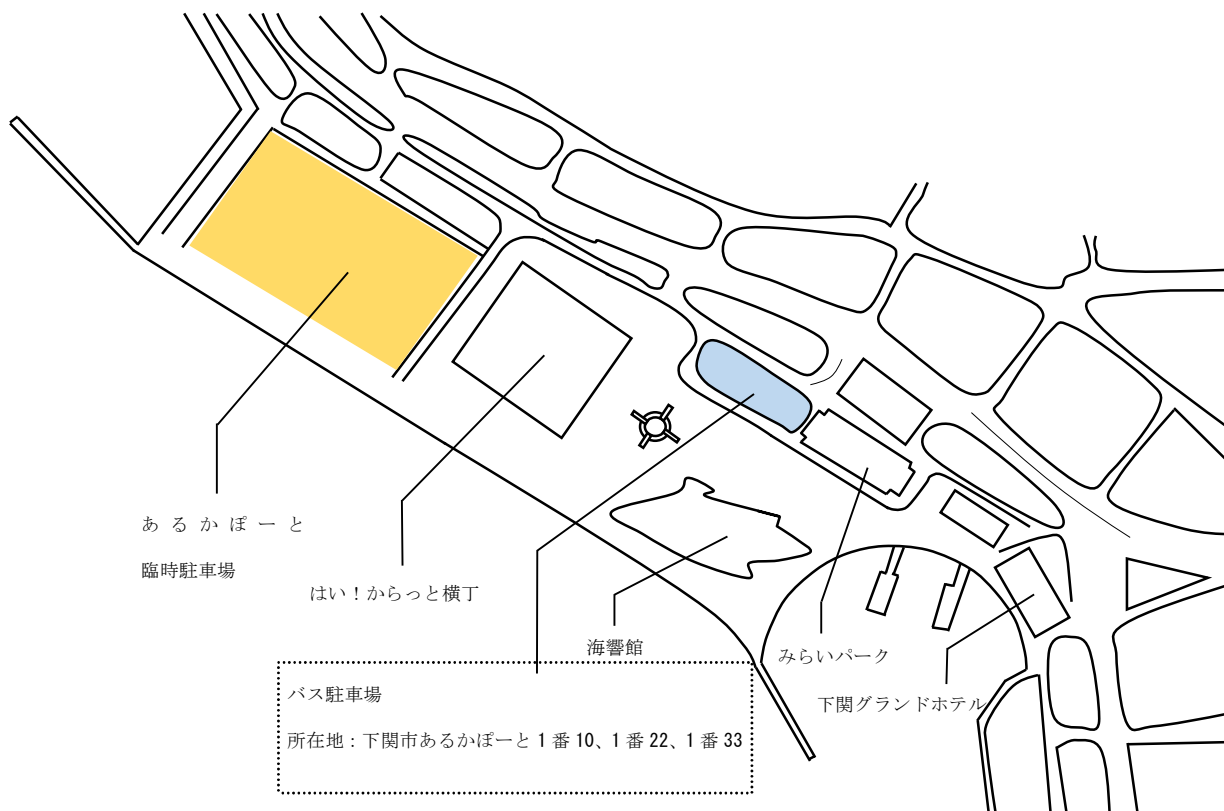 あるかぽーと
臨時駐車場
はい！からっと横丁
海響館
みらいパーク
下関グランドホテル
バス駐車場
所在地：下関市あるかぽーと1番10、1番22、1番33